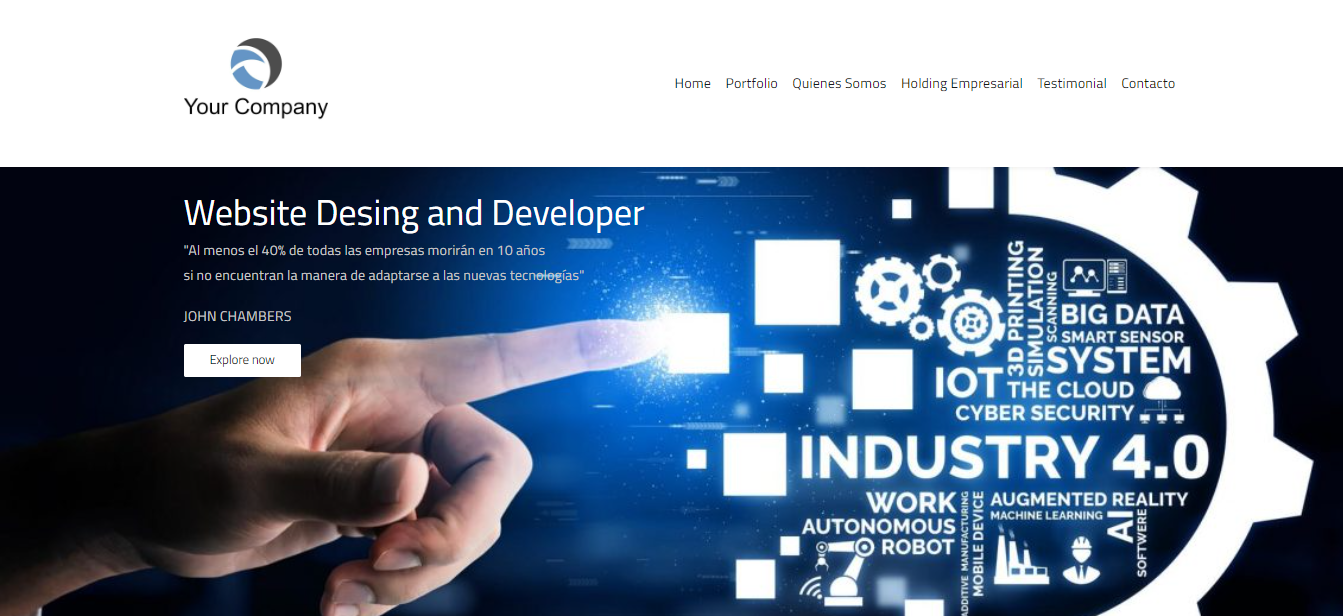 Your Company
Home Portfolio Quienes Somos Holding Empresarial Testimonial Contacto
Website Desing and Developer
"Al menos el 40% de todas las empresas morirán en 10 años
si no encuentran la manera de adaptarse a las nuevas tecnologías"
JOHN CHAMBERS
Explore now
3D PRINTING
SIMULATION
SCANNING
BIG DATA
SMART SENSOR
SYSTEM
IOT
THE CLOUD
CYBER SECURITY
INDUSTRY 4.0
WORK
AUTONOMOUS
ROBOT
ADDITIVE MANUFACTURING
MOBILE DEVICE
AUGMENTED REALITY
MACHINE LEARNING
AI
SOFTWERE